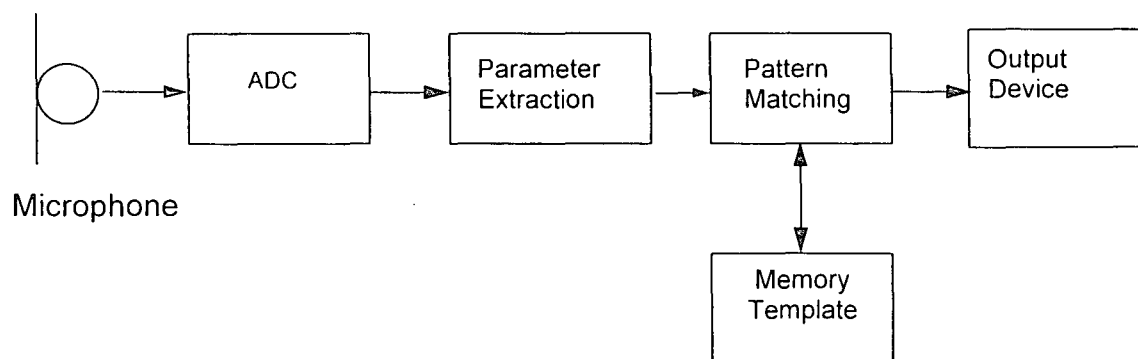 ADC
Parameter
Extraction
Pattern
Matching
Output
Device
Microphone
Memory
Template